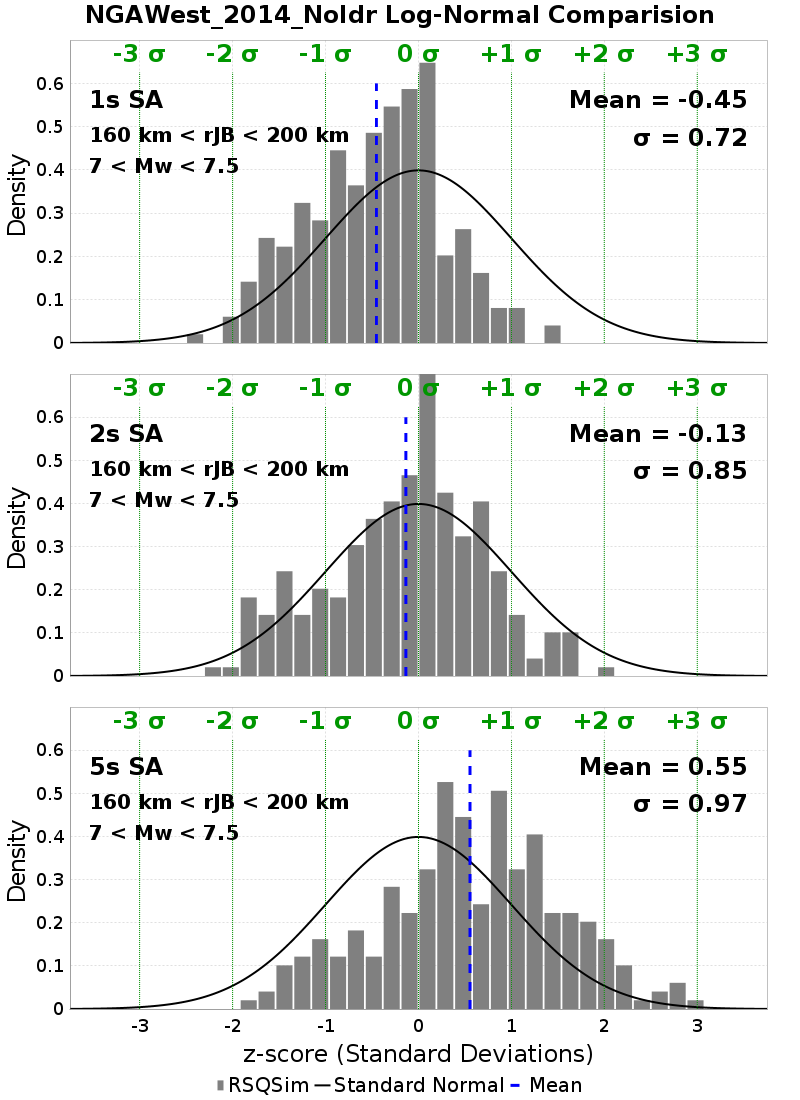 NGAWest_2014_NoIdr Log-Normal Comparision
-3 σ -2 σ -1 σ 0 σ +1 σ +2 σ +3 σ
1s SA
Mean = -0.45
160 km < rJB < 200 km
σ = 0.72
7 < Mw < 7.5
Density
0.6
0.5
0.4
0.3
0.2
0.1
0
-3 σ -2 σ -1 σ 0 σ +1 σ +2 σ +3 σ
2s SA
Mean = -0.13
160 km < rJB < 200 km
σ = 0.85
7 < Mw < 7.5
Density
0.6
0.5
0.4
0.3
0.2
0.1
0
-3 σ -2 σ -1 σ 0 σ +1 σ +2 σ +3 σ
5s SA
Mean = 0.55
160 km < rJB < 200 km
σ = 0.97
7 < Mw < 7.5
Density
0.6
0.5
0.4
0.3
0.2
0.1
0
-3 -2 -1 0 1 2 3
z-score (Standard Deviations)
RSQSim Standard Normal Mean